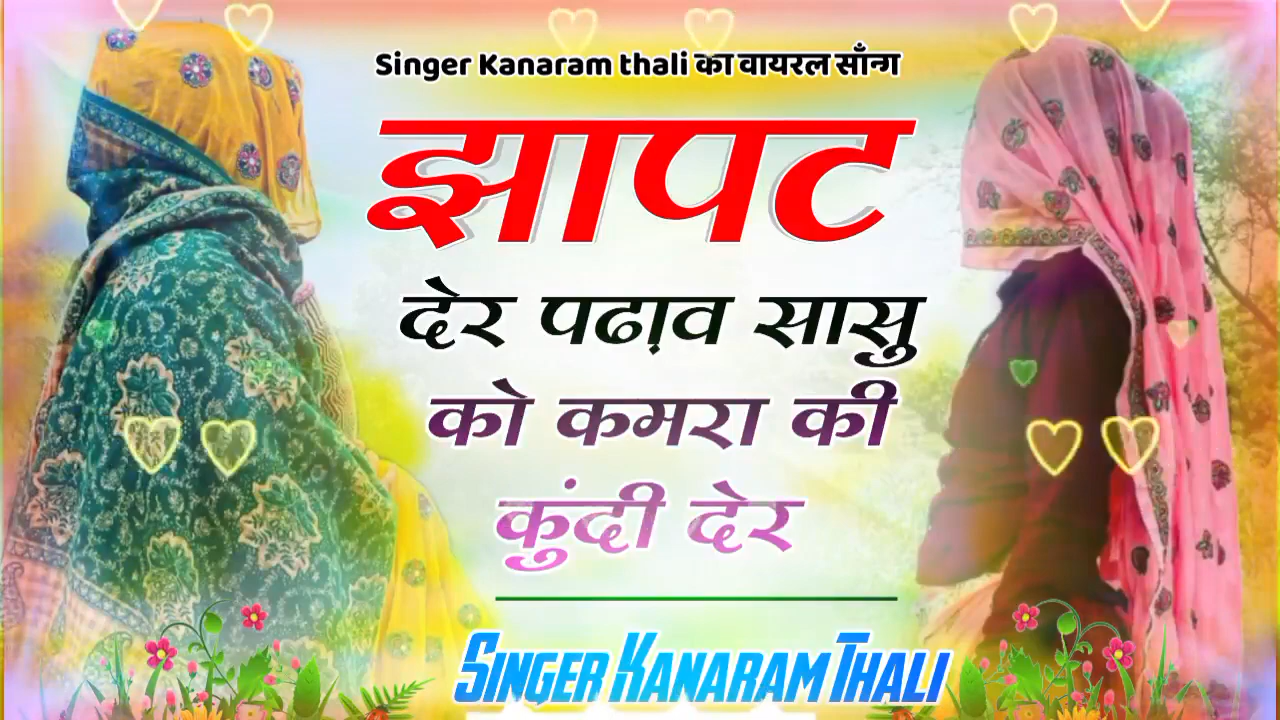 Singer Kanaram thali का वायरल सॉंन्ग
झापट
देर पढा़व सासु
को कमरा की
कुंदी देर
SINGER KANARAM THALI